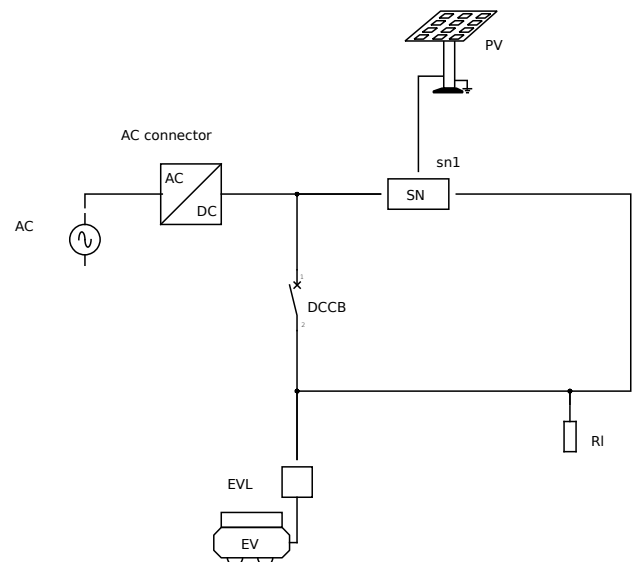 PV
AC connector
sn1
AC
DC
SN
AC
1
DCCB
2
Rl
EVL
EV